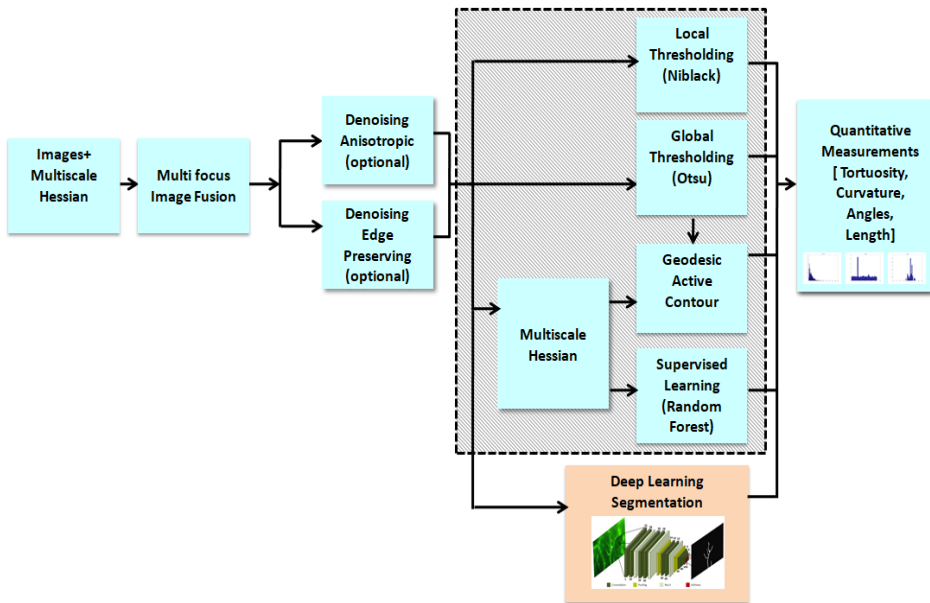 Images+
Multiscale
Hessian
Multi focus
Image Fusion
Denoising
Anisotropic
(optional)
Denoising
Edge
Preserving
(optional)
Local
Thresholding
(Niblack)
Global
Thresholding
(Otsu)
Geodesic
Active
Contour
Multiscale
Hessian
Supervised
Learning
(Random
Forest)
Deep Learning
Segmentation
Quantitative
Measurements
[ Tortuosity,
Curvature,
Angles,
Length]